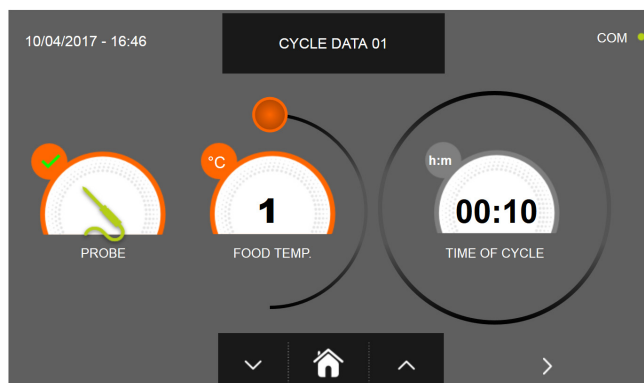 10/04/2017 - 16:46
CYCLE DATA 01
COM
°C
h:m
1
00:10
PROBE
FOOD TEMP.
TIME OF CYCLE